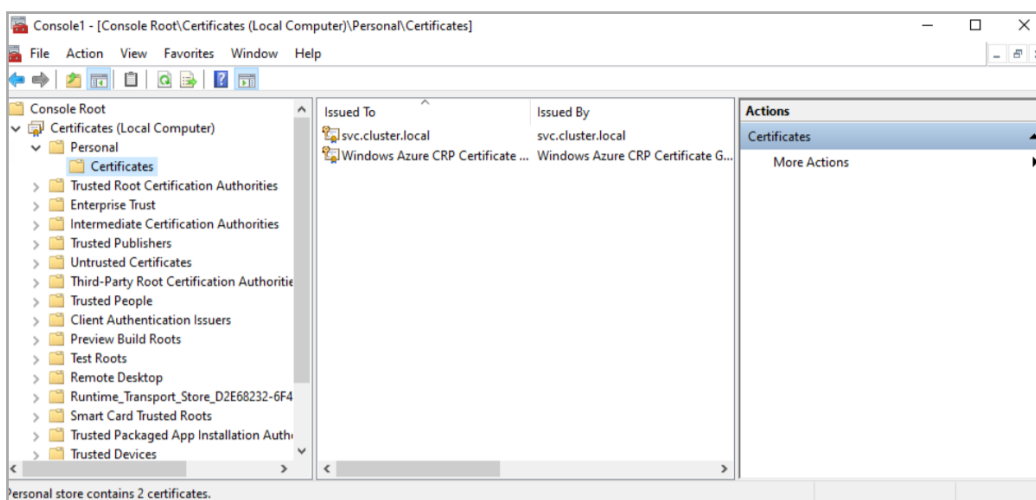 Console1 - [Console Root\Certificates (Local Computer)\Personal\Certificates]
File Action View Favorites Window Help
Console Root
Certificates (Local Computer)
Personal
Certificates
Trusted Root Certification Authorities
Enterprise Trust
Intermediate Certification Authorities
Trusted Publishers
Untrusted Certificates
Third-Party Root Certification Authoritie
Trusted People
Client Authentication Issuers
Preview Build Roots
Test Roots
Remote Desktop
Runtime_Transport_Store_D2E68232-6F4
Smart Card Trusted Roots
Trusted Packaged App Installation Auth
Trusted Devices
Issued To Issued By
svc.cluster.local svc.cluster.local
Windows Azure CRP Certificate ... Windows Azure CRP Certificate G...
Actions
Certificates
More Actions
Personal store contains 2 certificates.